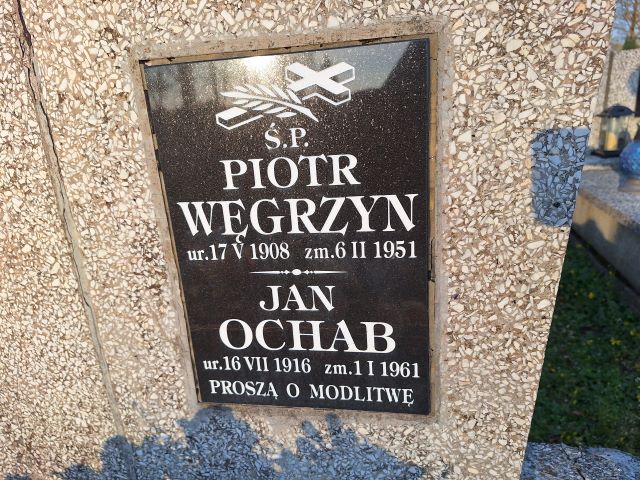 Ś.P.
PIOTR
WĘGRZYN
ur.17 V 1908 zm.6 II 1951
JAN
OCHAB
ur.16 VII 1916 zm.1 I 1961
PROSZĄ O MODLITWĘ